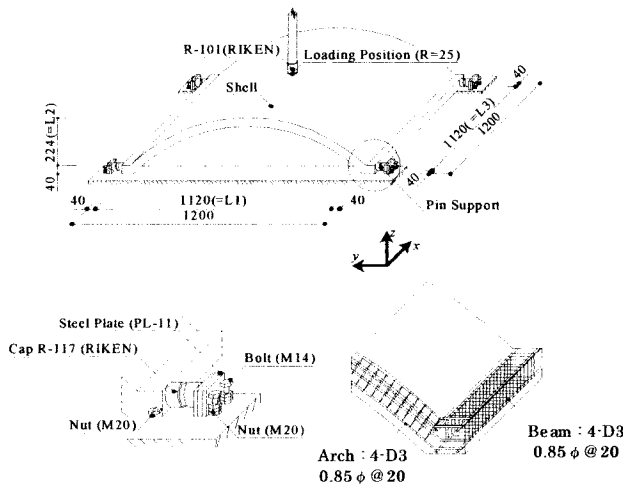 R-101(RIKEN)
Loading Position (R=25)
Shell
224(=L2)
40
40
1120(=L1)
40
1200
40
1120(=L3)
1200
40
Pin Support
z
y
x
Steel Plate (PL-11)
Cap R-117 (RIKEN)
Bolt (M14)
Nut (M20)
Nut (M20)
Arch : 4-D3
0.85 ϕ @20
Beam : 4-D3
0.85 ϕ @20